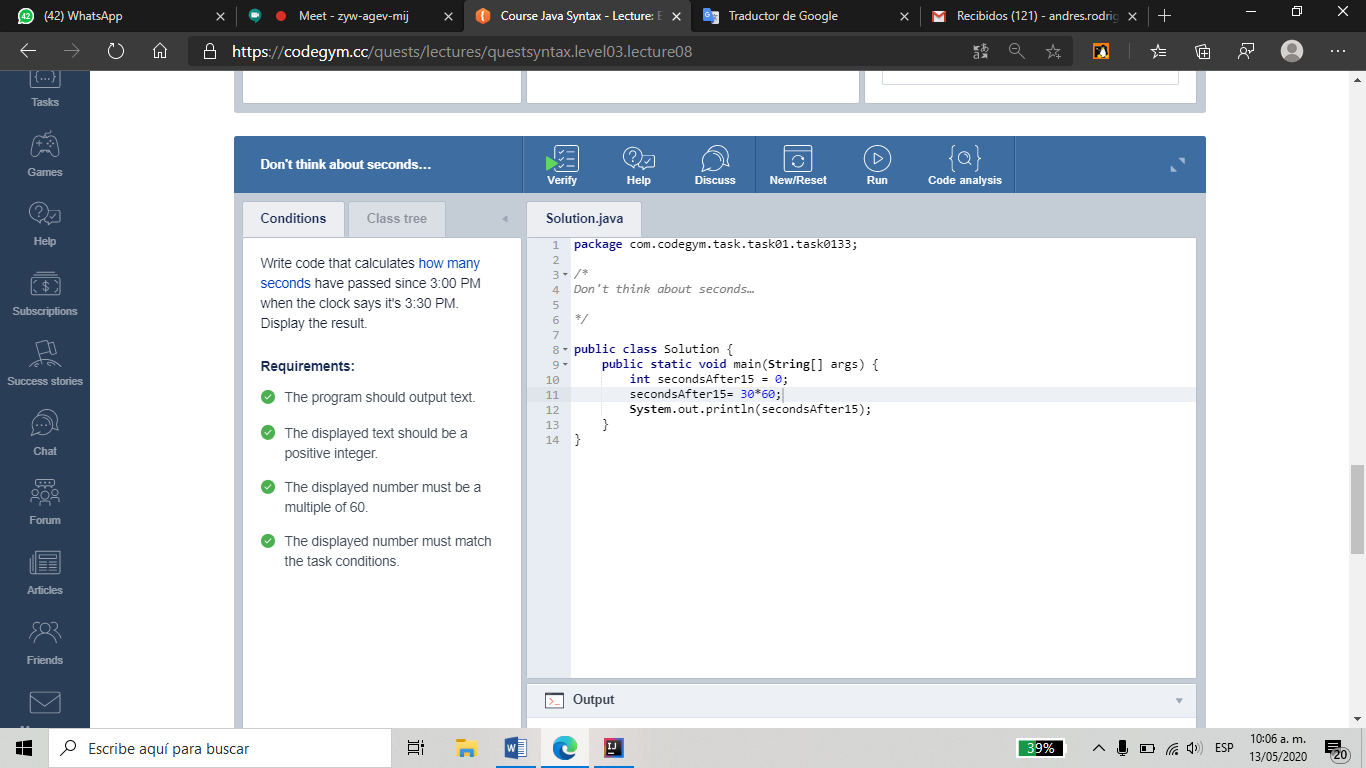 (42) WhatsApp
Meet - zyw-agev-mij
Course Java Syntax - Lecture: E
Traductor de Google
Recibidos (121) - andres.rodrig
https://codegym.cc/quests/lectures/questsyntax.level03.lecture08
Tasks
Games
Help
Subscriptions
Success stories
Chat
Forum
Articles
Friends
Don't think about seconds…
Verify
Help
Discuss
New/Reset
Run
Code analysis
Conditions
Class tree
Write code that calculates how many
seconds have passed since 3:00 PM
when the clock says it's 3:30 PM.
Display the result.
Requirements:
The program should output text.
The displayed text should be a
positive integer.
The displayed number must be a
multiple of 60.
The displayed number must match
the task conditions.
Solution.java
1 package com.codegym.task.task01.task0133;
2
3 /*
4 Don't think about seconds…
5
6 */
7
8 public class Solution {
9 public static void main(String[] args) {
10 int secondsAfter15 = 0;
11 secondsAfter15= 30*60;
12 System.out.println(secondsAfter15);
13 }
14 }
Output
Escribe aquí para buscar
39%
ESP
10:06 a. m.
13/05/2020
20